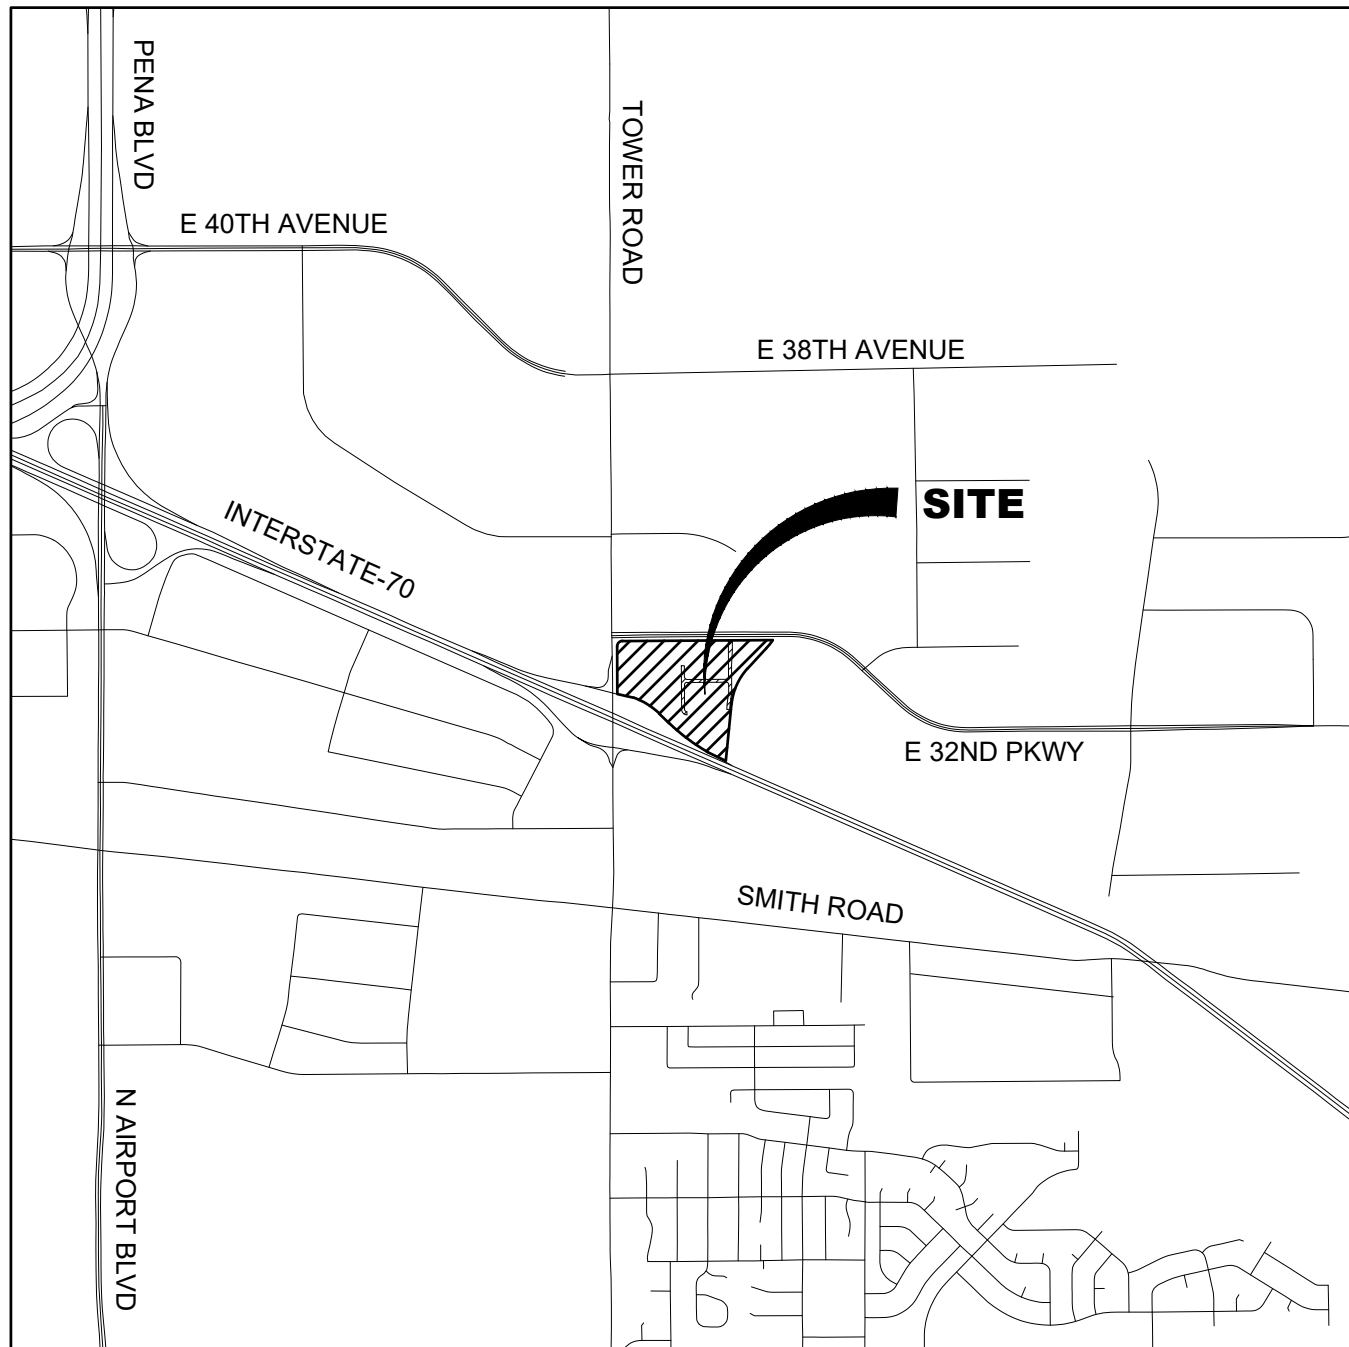 PENA BLVD
TOWER ROAD
E 40TH AVENUE
E 38TH AVENUE
SITE
INTERSTATE-70
E 32ND PKWY
SMITH ROAD
N AIRPORT BLVD